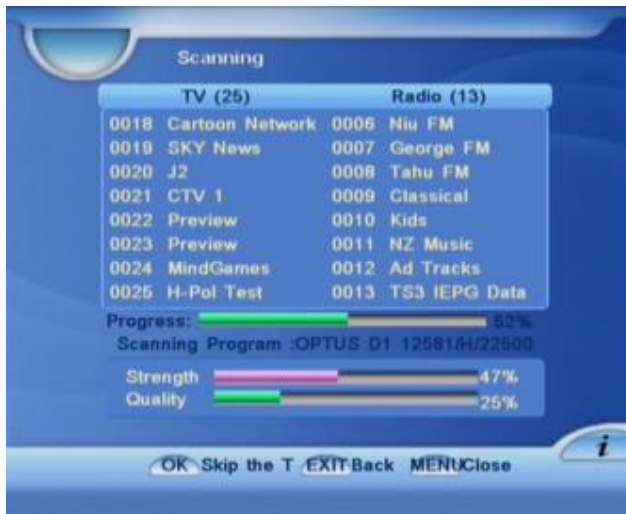 Scanning
TV (25) Radio (13)
0018 Cartoon Network 0006 Niu FM
0019 SKY News 0007 George FM
0020 J2 0008 Tahu FM
0021 CTV 1 0009 Classical
0022 Preview 0010 Kids
0023 Preview 0011 NZ Music
0024 MindGames 0012 Ad Tracks
0025 H-Pol Test 0013 TS3 IEPG Data
Progress: 52%
Scanning Program :OPTUS D1 12581/H/22500
Strength 47%
Quality 25%
i
OK Skip the T EXIT Back MENU Close